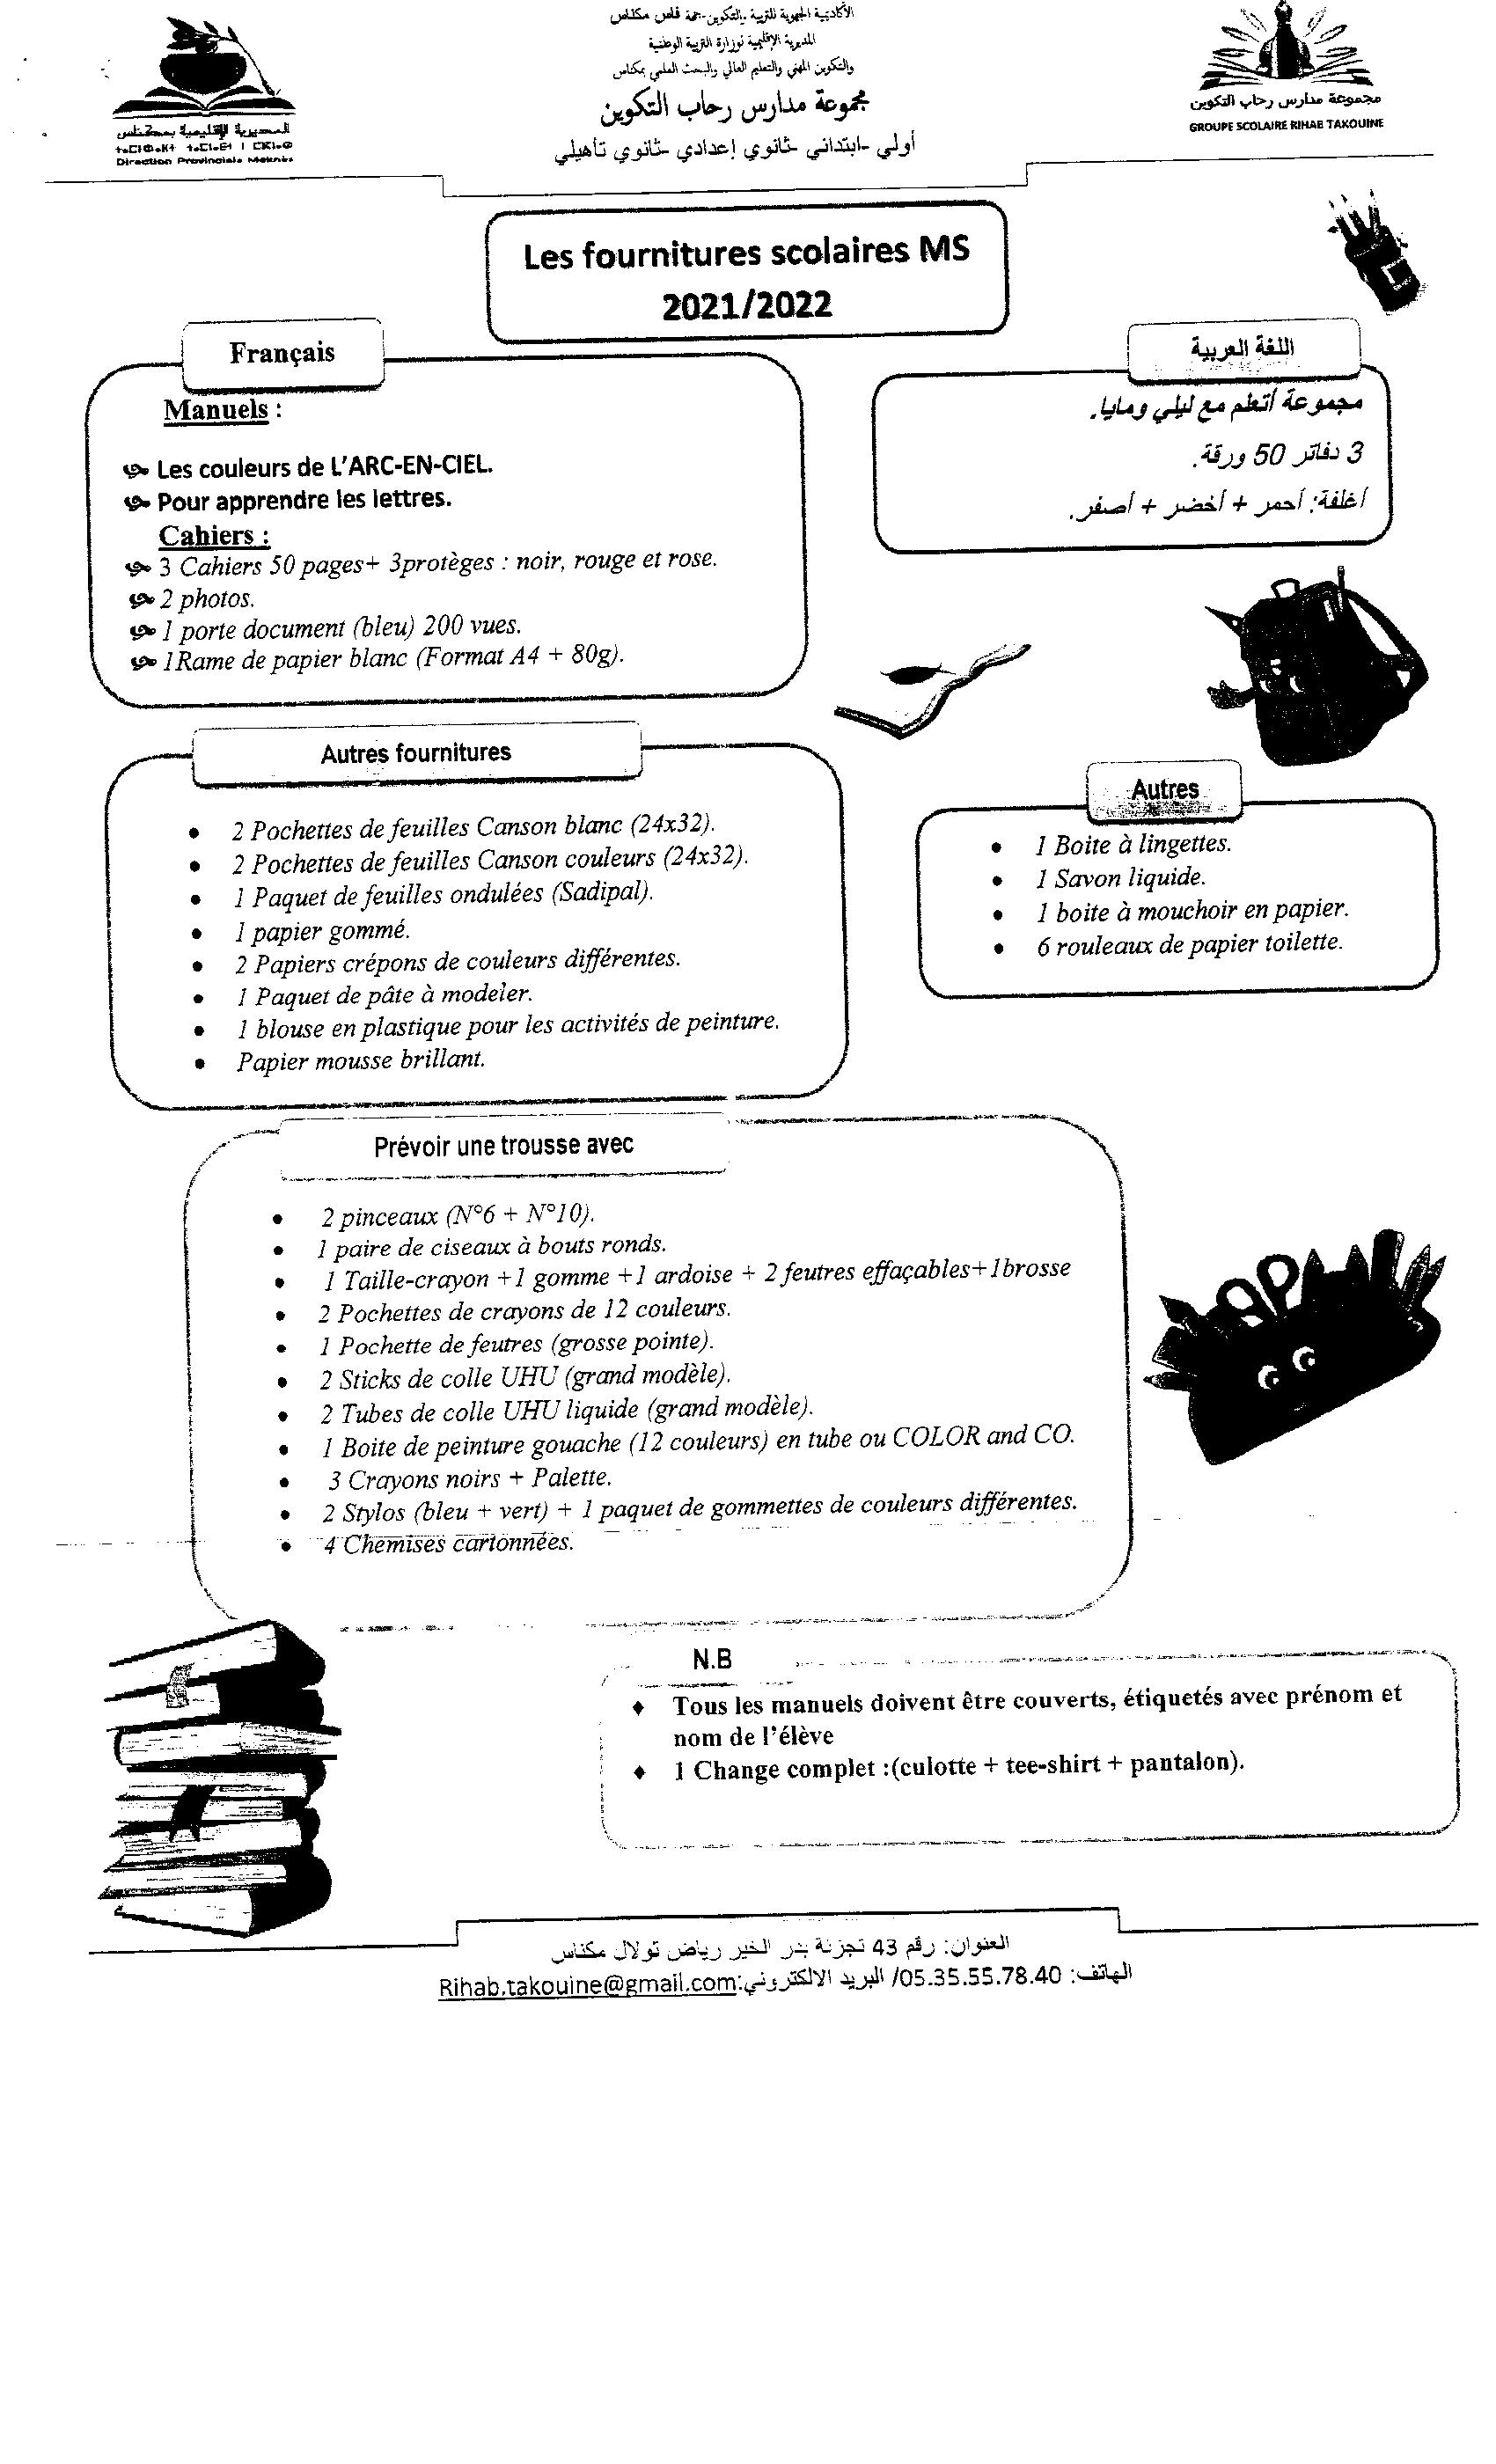 الأكاديمية الجهوية للتربية والتكوين-جهة فاس مكناس
المديرية الإقليمية لوزارة التربية الوطنية
والتكوين المهني والتعليم العالي والبحث العلمي بمكناس
مجموعة مدارس رحاب التكوين
أولي -ابتدائي -ثانوي إعدادي -ثانوي تأهيلي
المديرية الإقليمية بمكناس
Direction Provinciale Meknès
مجموعة مدارس رحاب التكوين
GROUPE SCOLAIRE RIHAB TAKOUINE
Les fournitures scolaires MS
2021/2022
Français
Manuels :
Les couleurs de L'ARC-EN-CIEL.
Pour apprendre les lettres.
Cahiers :
3 Cahiers 50 pages+ 3protèges : noir, rouge et rose.
2 photos.
1 porte document (bleu) 200 vues.
1Rame de papier blanc (Format A4 + 80g).
اللغة العربية
مجموعة أتعلم مع ليلي ومايا.
3 دفاتر 50 ورقة.
أغلفة: أحمر + أخضر + أصفر.
Autres fournitures
• 2 Pochettes de feuilles Canson blanc (24x32).
• 2 Pochettes de feuilles Canson couleurs (24x32).
• 1 Paquet de feuilles ondulées (Sadipal).
• 1 papier gommé.
• 2 Papiers crépons de couleurs différentes.
• 1 Paquet de pâte à modeler.
• 1 blouse en plastique pour les activités de peinture.
• Papier mousse brillant.
Autres
• 1 Boite à lingettes.
• 1 Savon liquide.
• 1 boite à mouchoir en papier.
• 6 rouleaux de papier toilette.
Prévoir une trousse avec
• 2 pinceaux (N°6 + N°10).
• 1 paire de ciseaux à bouts ronds.
• 1 Taille-crayon +1 gomme +1 ardoise + 2 feutres effaçables+1brosse
• 2 Pochettes de crayons de 12 couleurs.
• 1 Pochette de feutres (grosse pointe).
• 2 Sticks de colle UHU (grand modèle).
• 2 Tubes de colle UHU liquide (grand modèle).
• 1 Boite de peinture gouache (12 couleurs) en tube ou COLOR and CO.
• 3 Crayons noirs + Palette.
• 2 Stylos (bleu + vert) + 1 paquet de gommettes de couleurs différentes.
• 4 Chemises cartonnées.
N.B
♦ Tous les manuels doivent être couverts, étiquetés avec prénom et
nom de l'élève
♦ 1 Change complet :(culotte + tee-shirt + pantalon).
العنوان: رقم 43 تجزئة بدر الخير رياض تولال مكناس
الهاتف: 05.35.55.78.40/ البريد الالكتروني:Rihab.takouine@gmail.com